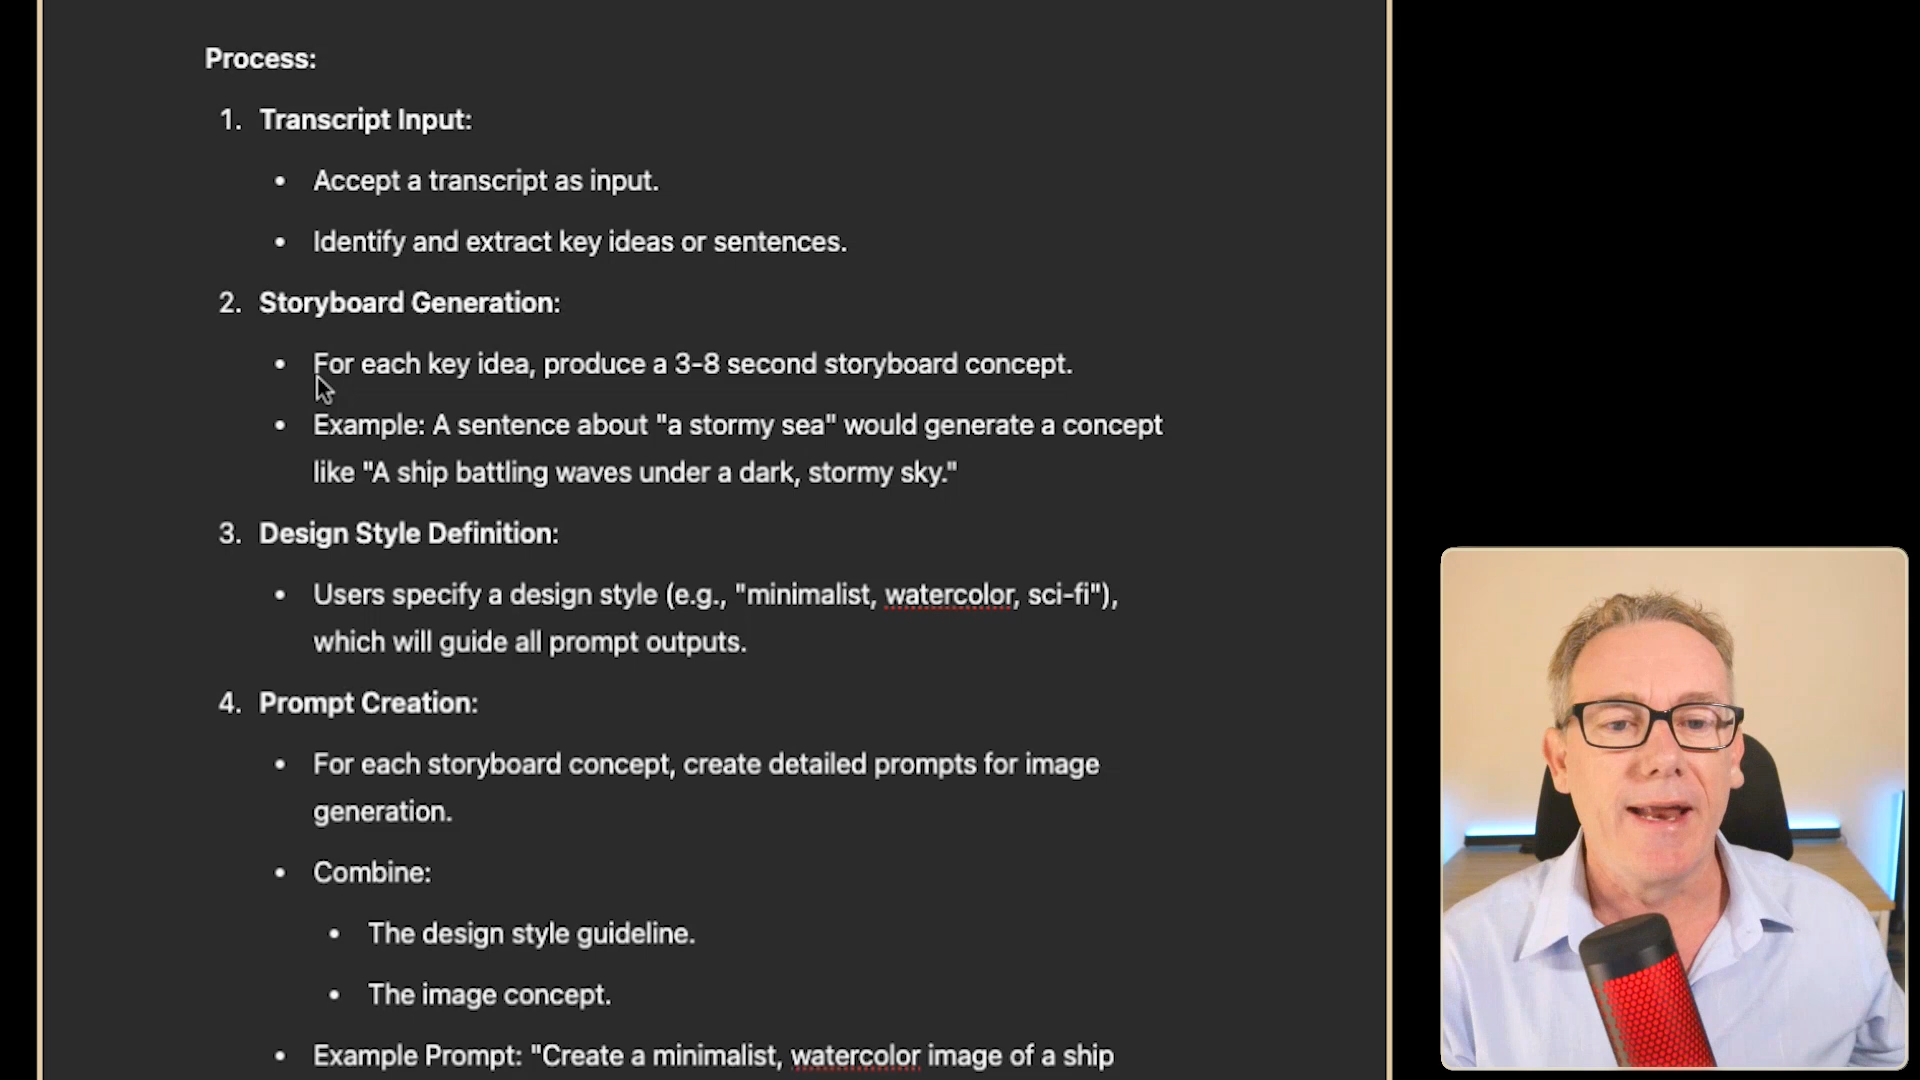 Process:
1. Transcript Input:
• Accept a transcript as input.
• Identify and extract key ideas or sentences.
2. Storyboard Generation:
• For each key idea, produce a 3-8 second storyboard concept.
• Example: A sentence about "a stormy sea" would generate a concept
like "A ship battling waves under a dark, stormy sky."
3. Design Style Definition:
• Users specify a design style (e.g., "minimalist, watercolor, sci-fi"),
which will guide all prompt outputs.
4. Prompt Creation:
• For each storyboard concept, create detailed prompts for image
generation.
• Combine:
• The design style guideline.
• The image concept.
• Example Prompt: "Create a minimalist, watercolor image of a ship